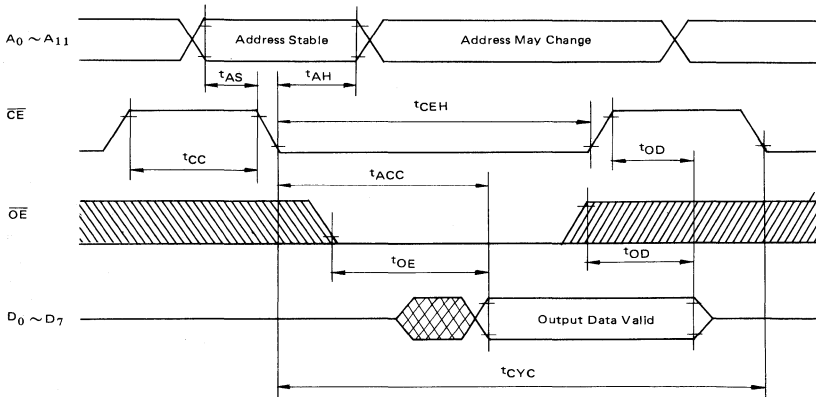 A0 ~ A11
Address Stable
Address May Change
tAS
tAH
CE
tCEH
tCC
tOD
tACC
OE
tOE
tOD
D0 ~ D7
Output Data Valid
tCYC